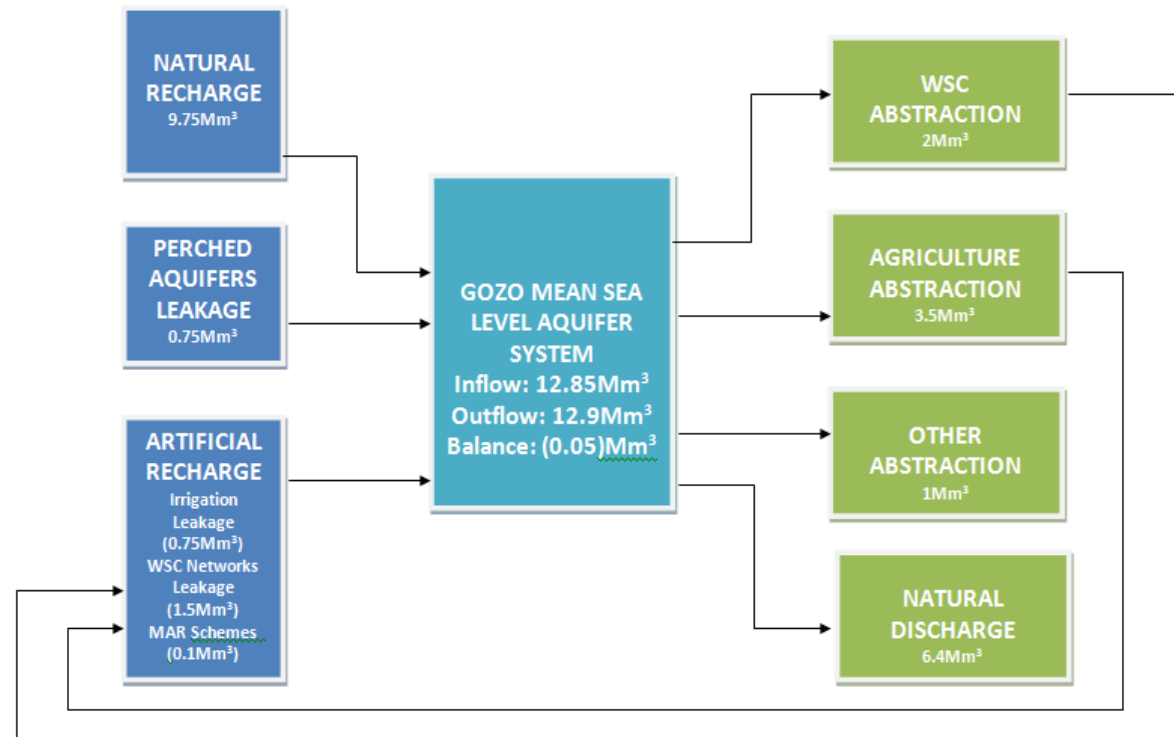 NATURAL
RECHARGE
9.75Mm³
PERCHED
AQUIFERS
LEAKAGE
0.75Mm³
ARTIFICIAL
RECHARGE
Irrigation
Leakage
(0.75Mm³)
WSC Networks
Leakage
(1.5Mm³)
MAR Schemes
(0.1Mm³)
GOZO MEAN SEA
LEVEL AQUIFER
SYSTEM
Inflow: 12.85Mm³
Outflow: 12.9Mm³
Balance: (0.05)Mm³
WSC
ABSTRACTION
2Mm³
AGRICULTURE
ABSTRACTION
3.5Mm³
OTHER
ABSTRACTION
1Mm³
NATURAL
DISCHARGE
6.4Mm³